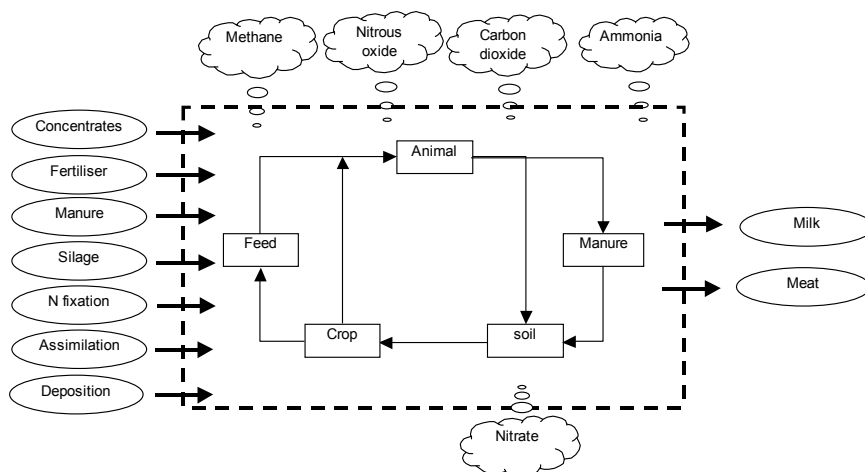 Methane
Nitrous
oxide
Carbon
dioxide
Ammonia
Concentrates
Fertiliser
Manure
Silage
N fixation
Assimilation
Deposition
Animal
Feed
Manure
Crop
soil
Milk
Meat
Nitrate